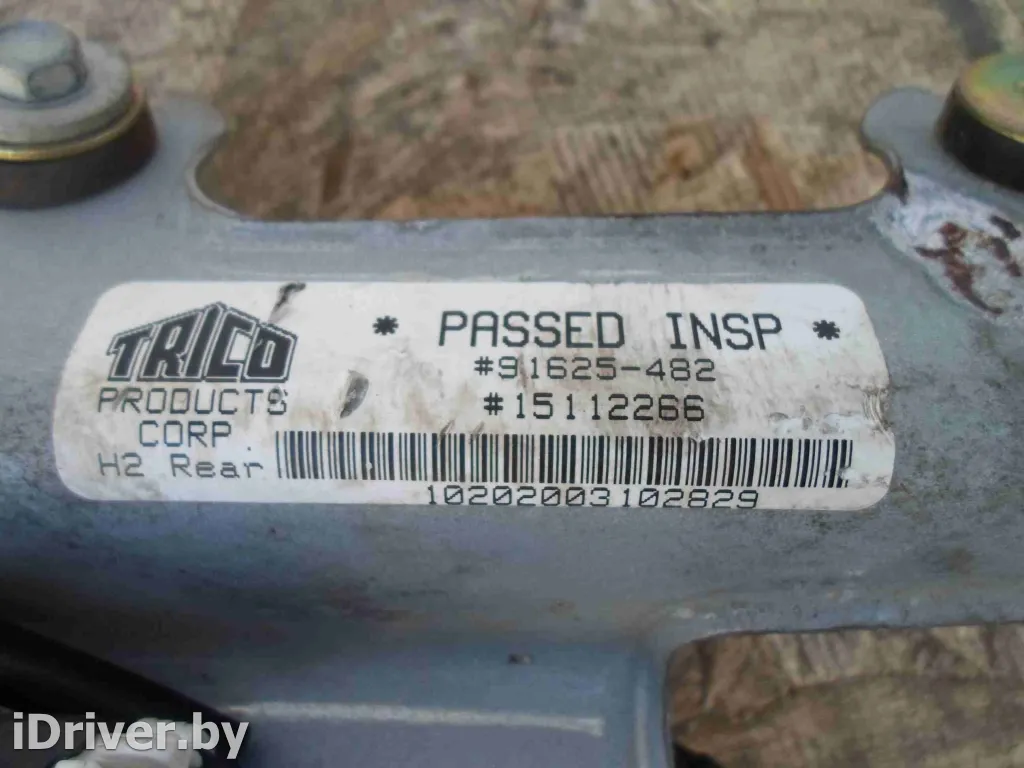 TRICO
PRODUCTS
CORP.
H2 Rear
* PASSED INSP *
#91625-482
#15112266
10202003102829
iDriver.by